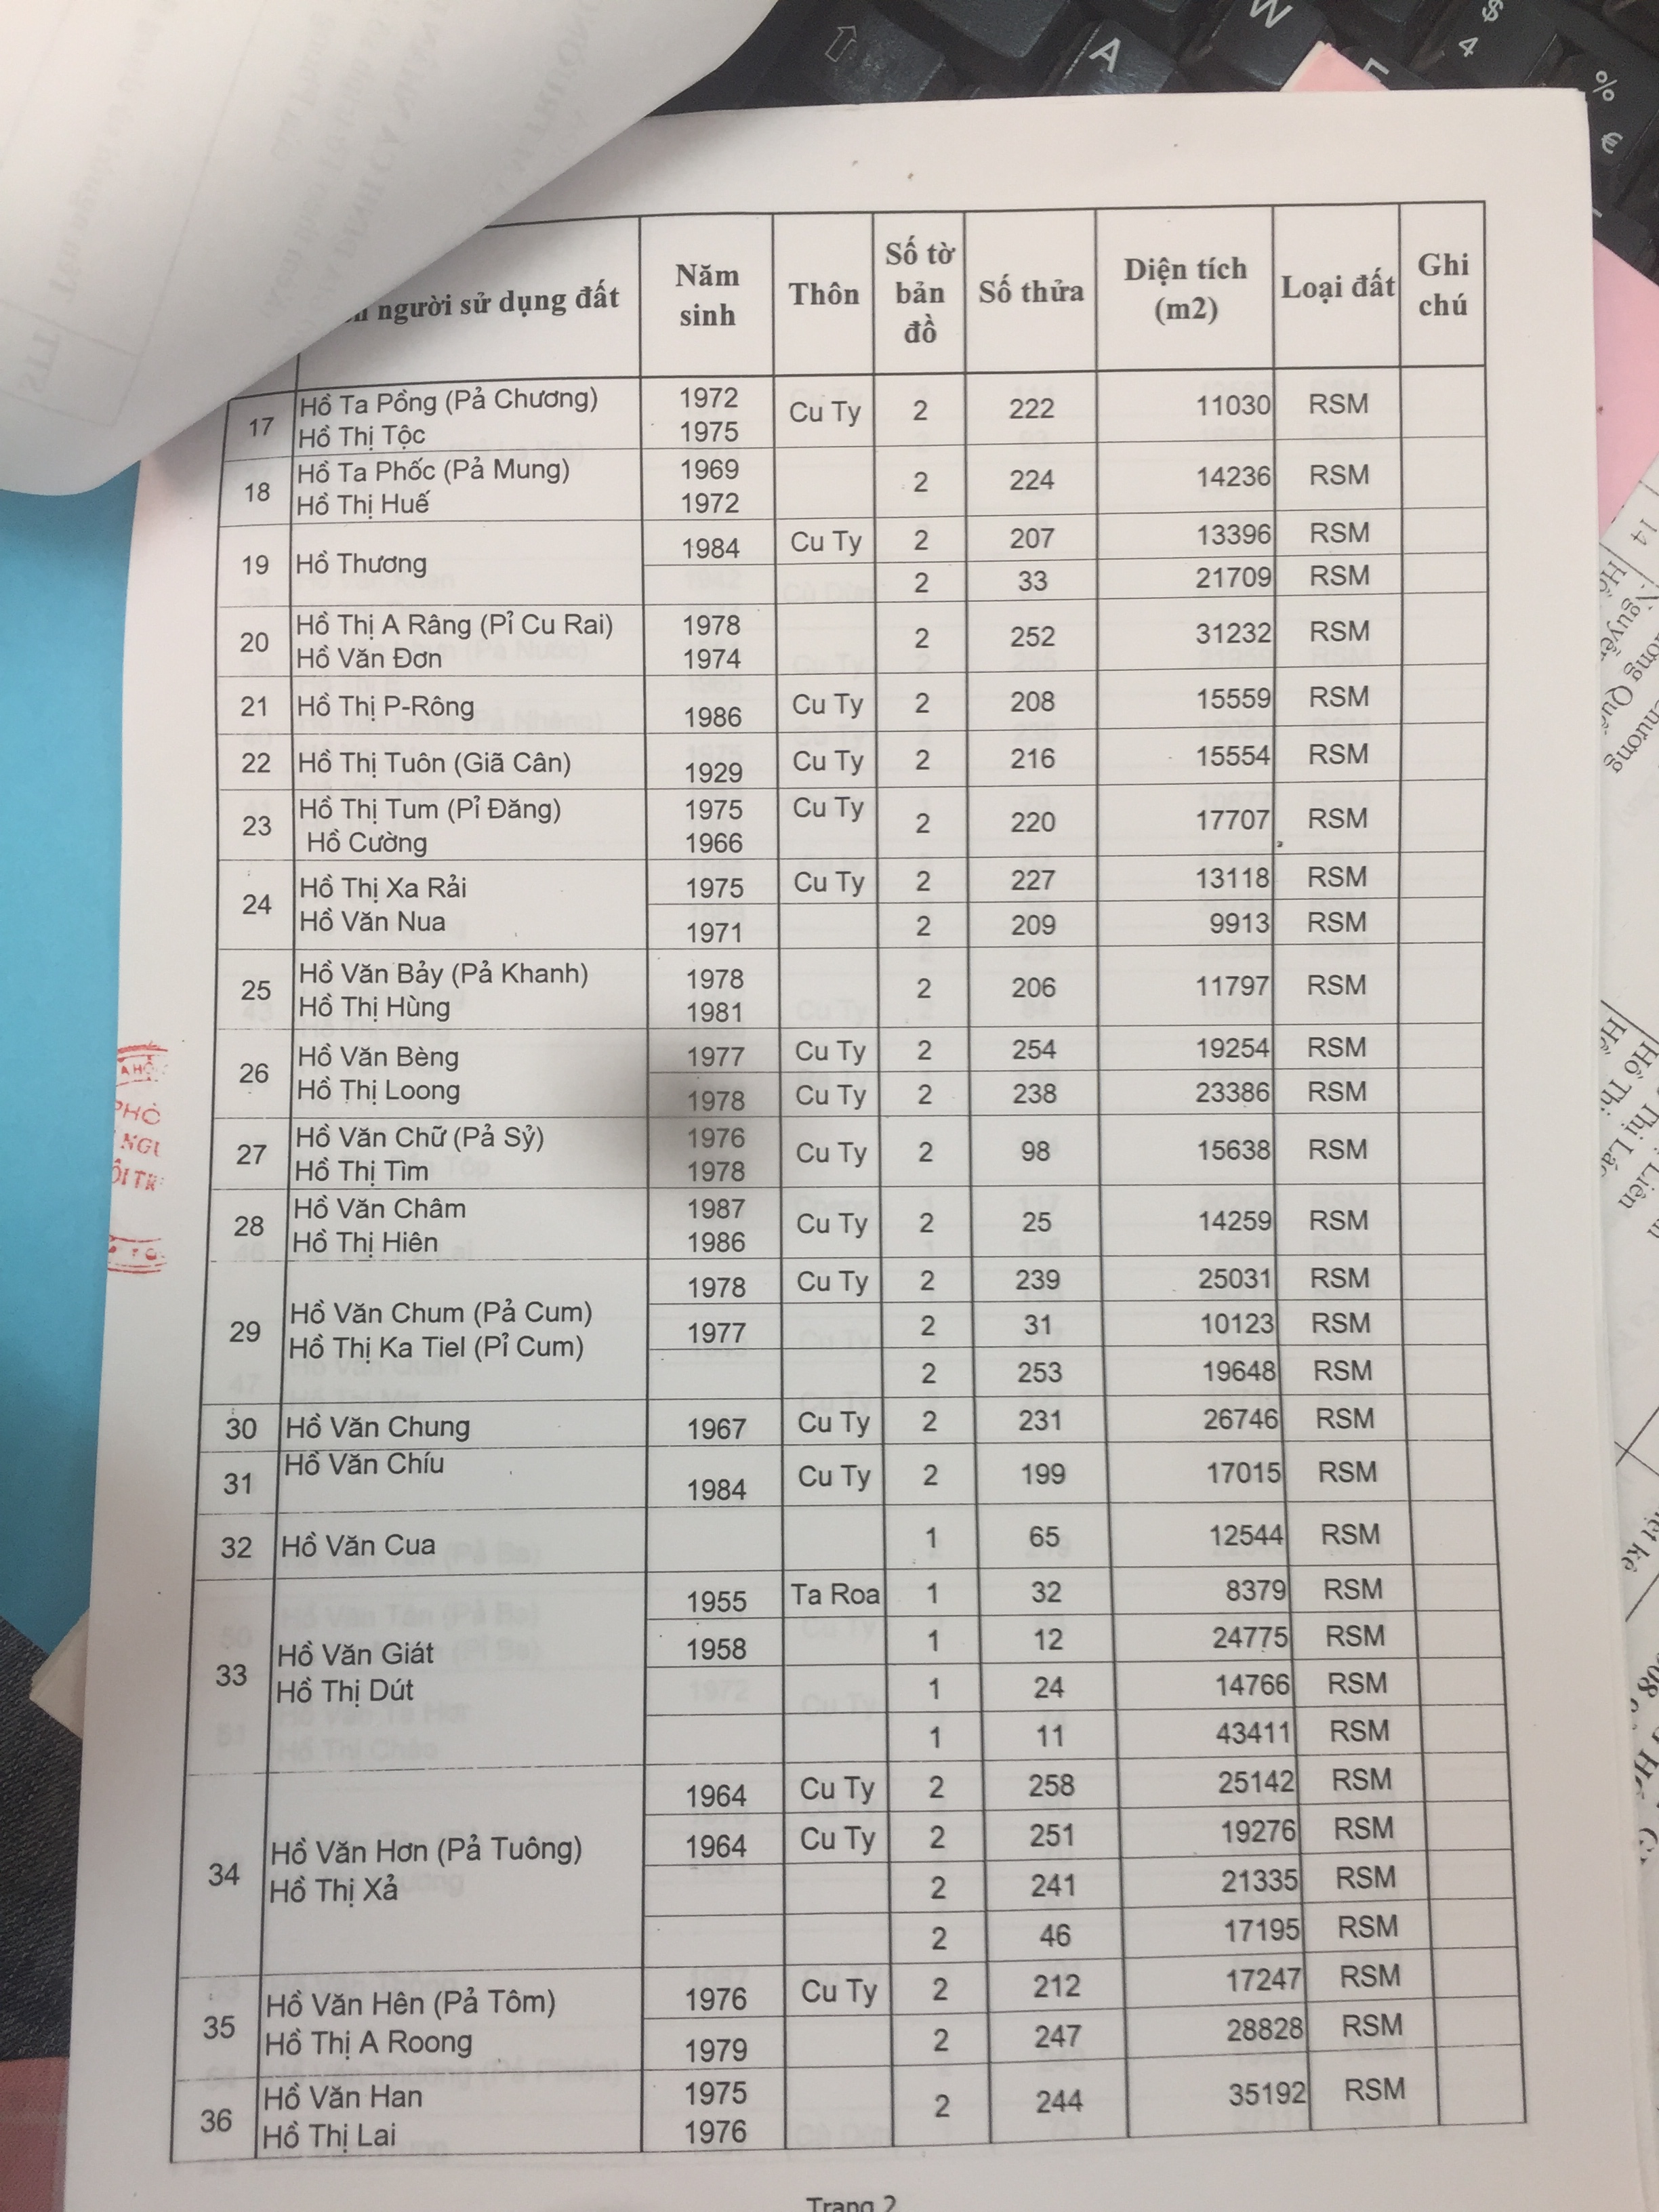 người sử dụng đất | Năm sinh | Thôn | Số tờ bản đồ | Số thửa | Diện tích (m2) | Loại đất | Ghi chú
17 | Hồ Ta Pồng (Pả Chương) | 1972 | Cu Ty | 2 | 222 | 11030 | RSM
Hồ Thị Tộc | 1975
18 | Hồ Ta Phốc (Pả Mung) | 1969 | 2 | 224 | 14236 | RSM
Hồ Thị Huế | 1972
19 | Hồ Thương | 1984 | Cu Ty | 2 | 207 | 13396 | RSM
2 | 33 | 21709 | RSM
20 | Hồ Thị A Râng (Pỉ Cu Rai) | 1978 | 2 | 252 | 31232 | RSM
Hồ Văn Đơn | 1974
21 | Hồ Thị P-Rông | 1986 | Cu Ty | 2 | 208 | 15559 | RSM
22 | Hồ Thị Tuôn (Giã Cân) | 1929 | Cu Ty | 2 | 216 | 15554 | RSM
23 | Hồ Thị Tum (Pỉ Đăng) | 1975 | Cu Ty | 2 | 220 | 17707 | RSM
Hồ Cường | 1966
24 | Hồ Thị Xa Rải | 1975 | Cu Ty | 2 | 227 | 13118 | RSM
Hồ Văn Nua | 1971 | 2 | 209 | 9913 | RSM
25 | Hồ Văn Bảy (Pả Khanh) | 1978 | 2 | 206 | 11797 | RSM
Hồ Thị Hùng | 1981
26 | Hồ Văn Bèng | 1977 | Cu Ty | 2 | 254 | 19254 | RSM
Hồ Thị Loong | 1978 | Cu Ty | 2 | 238 | 23386 | RSM
27 | Hồ Văn Chữ (Pả Sỷ) | 1976 | Cu Ty | 2 | 98 | 15638 | RSM
Hồ Thị Tìm | 1978
28 | Hồ Văn Châm | 1987 | Cu Ty | 2 | 25 | 14259 | RSM
Hồ Thị Hiên | 1986
29 | Hồ Văn Chum (Pả Cum) | 1978 | Cu Ty | 2 | 239 | 25031 | RSM
Hồ Thị Ka Tiel (Pỉ Cum) | 1977 | 2 | 31 | 10123 | RSM
2 | 253 | 19648 | RSM
30 | Hồ Văn Chung | 1967 | Cu Ty | 2 | 231 | 26746 | RSM
31 | Hồ Văn Chíu | 1984 | Cu Ty | 2 | 199 | 17015 | RSM
32 | Hồ Văn Cua | 1 | 65 | 12544 | RSM
33 | Hồ Văn Giát | 1955 | Ta Roa | 1 | 32 | 8379 | RSM
Hồ Thị Dút | 1958 | 1 | 12 | 24775 | RSM
1 | 24 | 14766 | RSM
1 | 11 | 43411 | RSM
34 | Hồ Văn Hơn (Pả Tuông) | 1964 | Cu Ty | 2 | 258 | 25142 | RSM
Hồ Thị Xả | 1964 | Cu Ty | 2 | 251 | 19276 | RSM
2 | 241 | 21335 | RSM
2 | 46 | 17195 | RSM
35 | Hồ Văn Hên (Pả Tôm) | 1976 | Cu Ty | 2 | 212 | 17247 | RSM
Hồ Thị A Roong | 1979 | 2 | 247 | 28828 | RSM
36 | Hồ Văn Han | 1975 | 2 | 244 | 35192 | RSM
Hồ Thị Lai | 1976
Trang 2